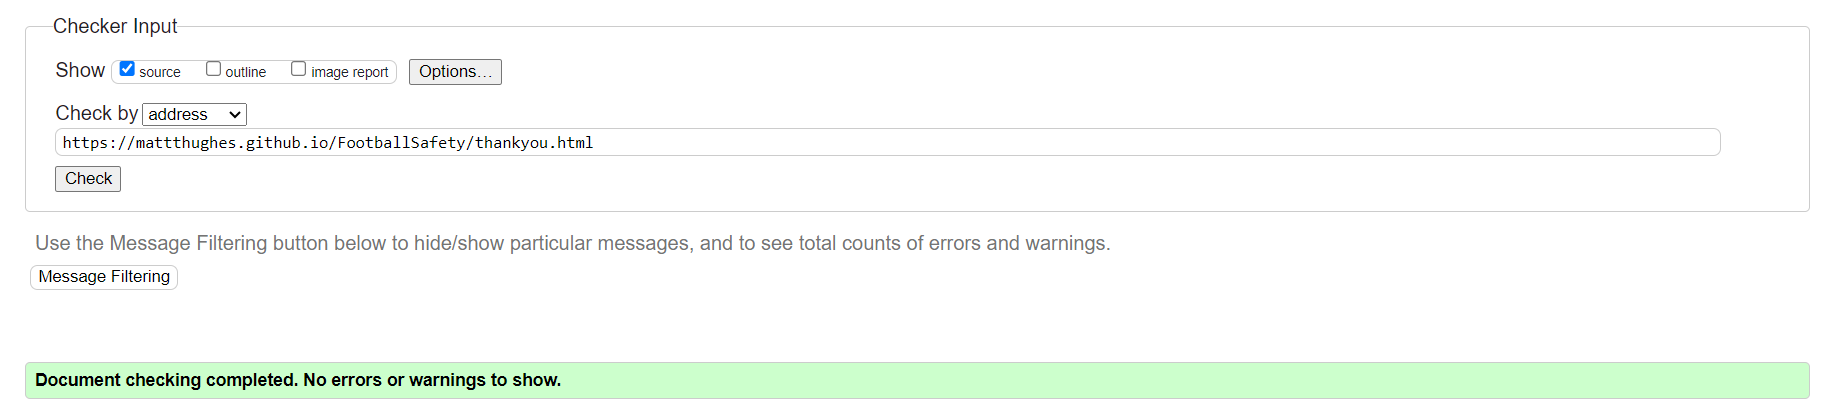 Checker Input
Show source outline image report Options...
Check by address
https://mattthughes.github.io/FootballSafety/thankyou.html
Check
Use the Message Filtering button below to hide/show particular messages, and to see total counts of errors and warnings.
Message Filtering
Document checking completed. No errors or warnings to show.